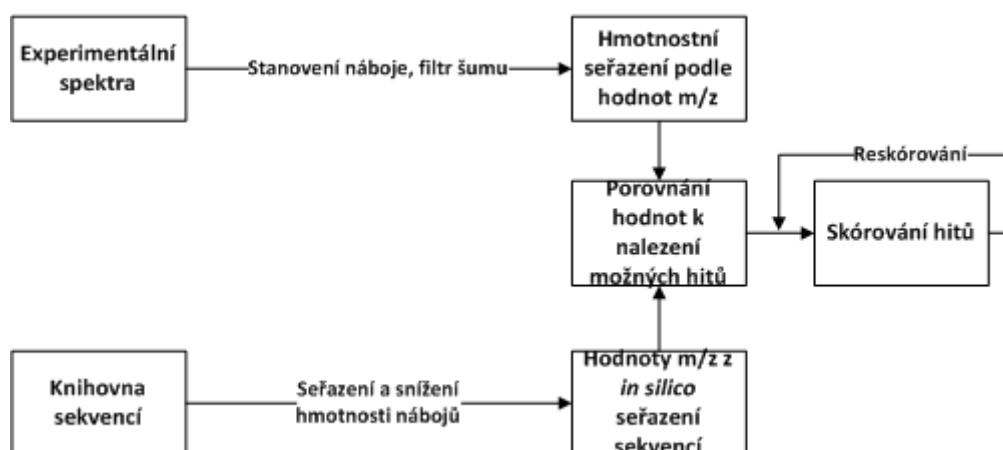 Experimentální
spektra
Stanovení náboje, filtr šumu
Hmotnostní
seřazení podle
hodnot m/z
Reskórování
Porovnání
hodnot k
nalezení
možných hitů
Skórování hitů
Knihovna
sekvencí
Seřazení a snížení
hmotnosti nábojů
Hodnoty m/z z
in silico
seřazení
sekvencí